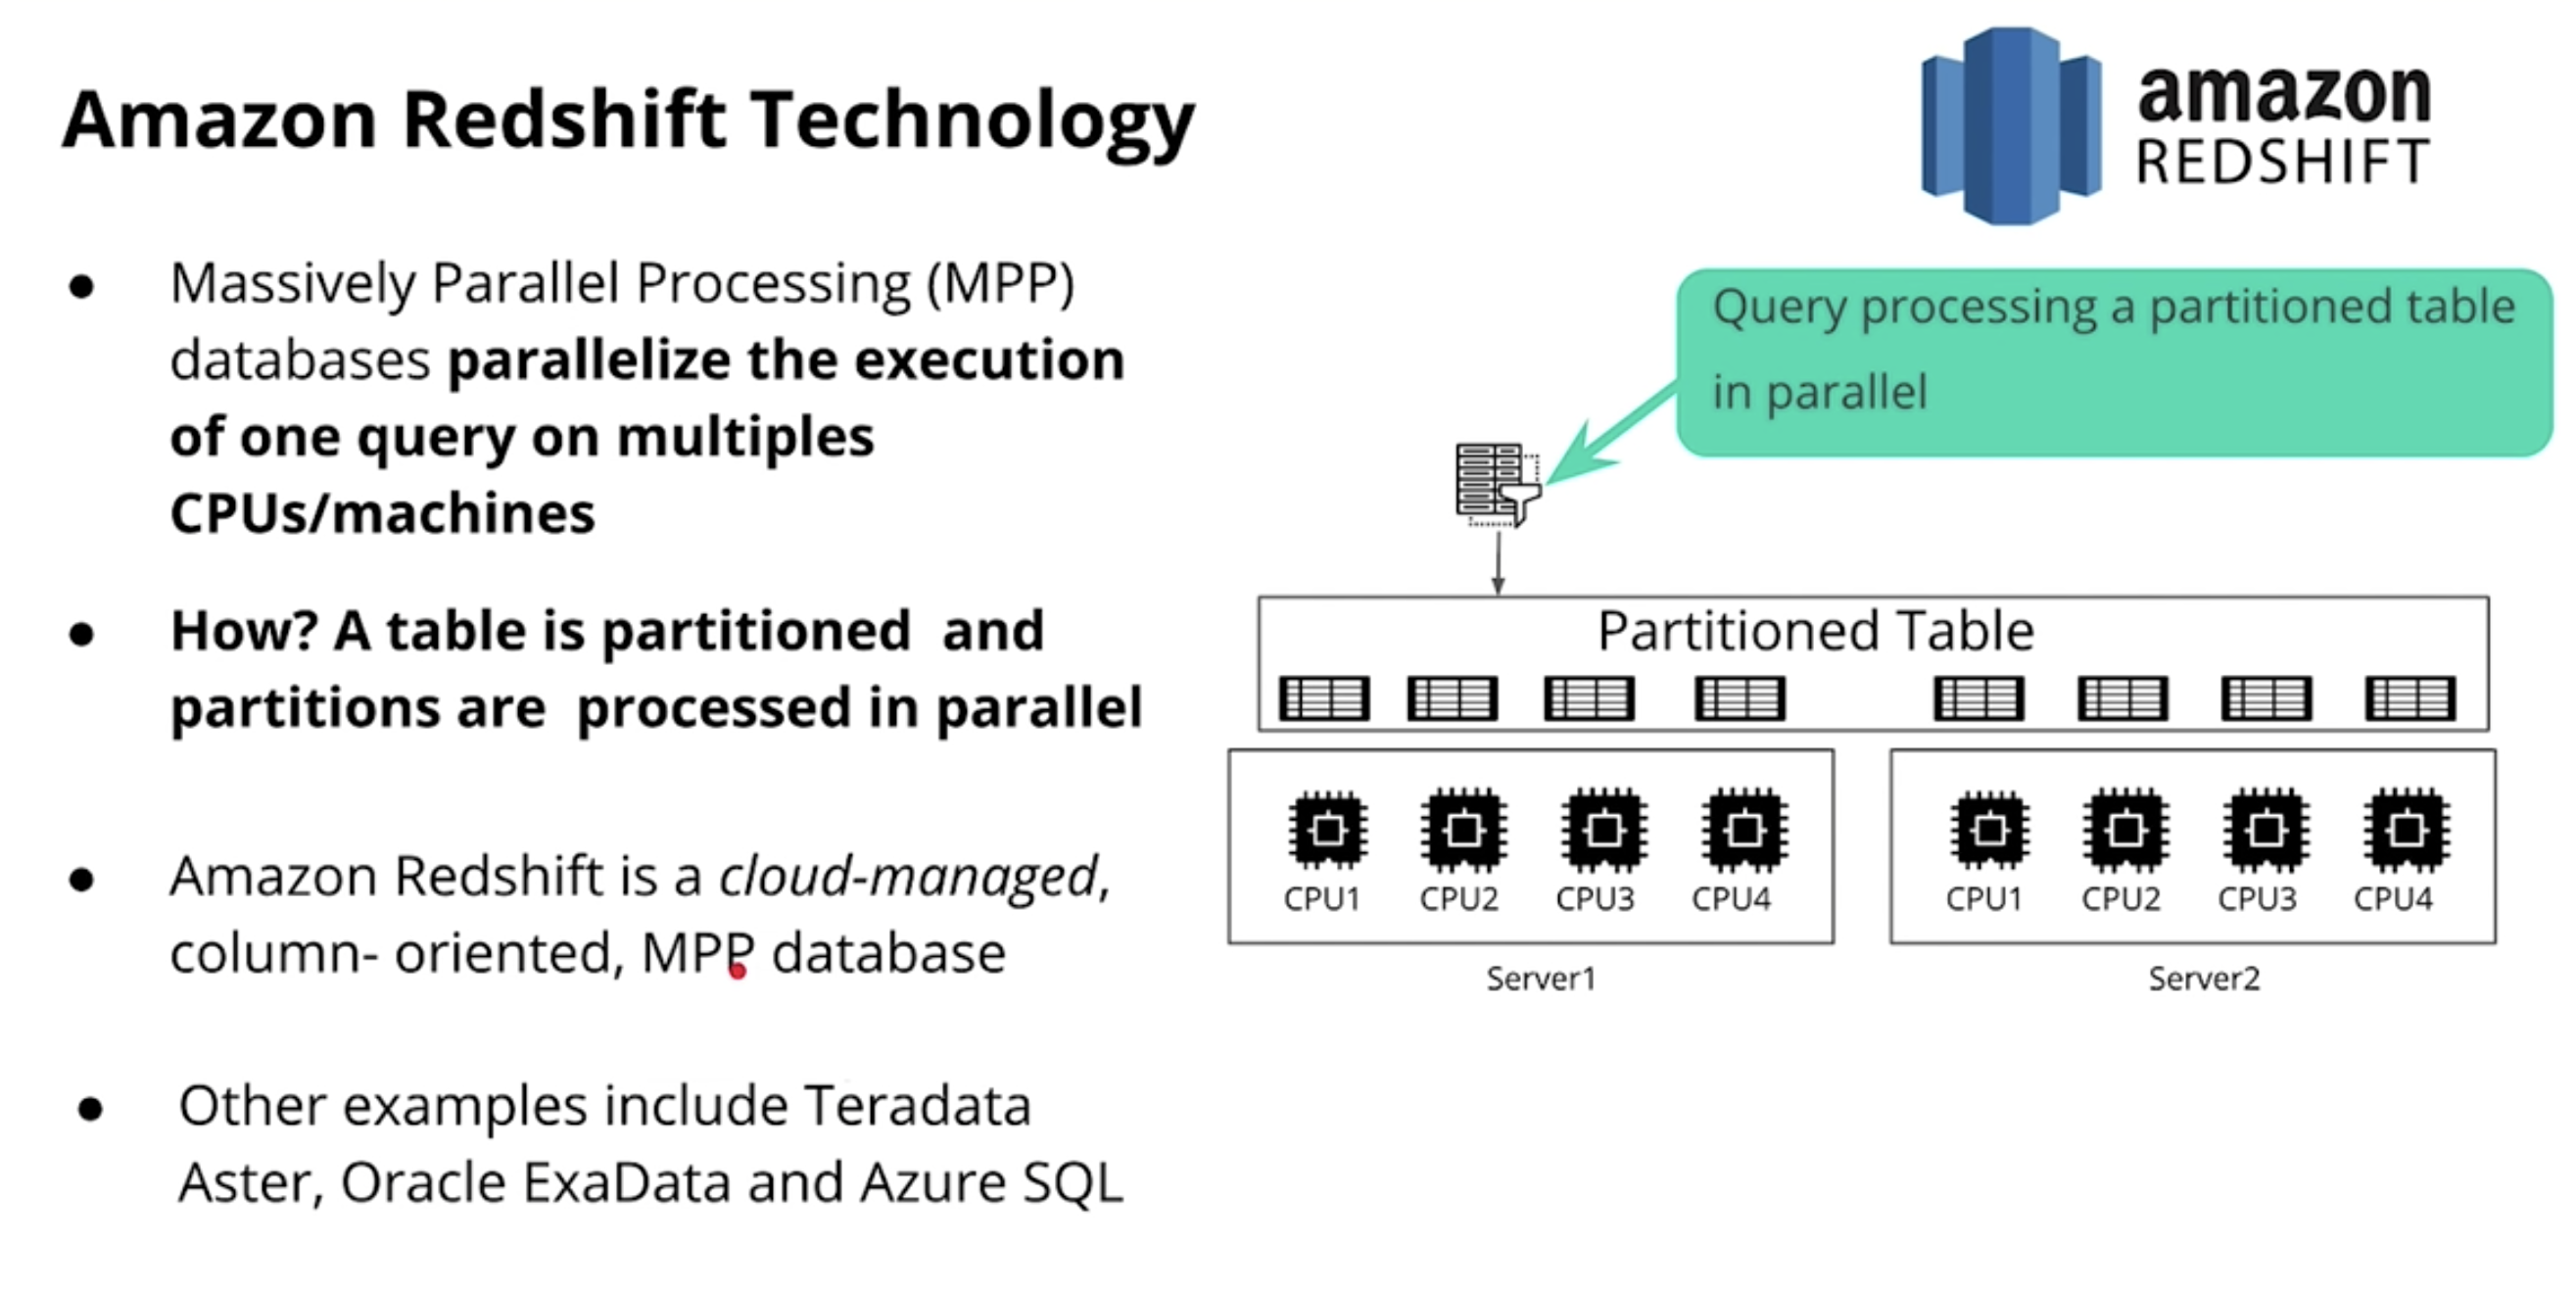 Amazon Redshift Technology
amazon
REDSHIFT
● Massively Parallel Processing (MPP)
databases parallelize the execution
of one query on multiples
CPUs/machines
● How? A table is partitioned and
partitions are processed in parallel
● Amazon Redshift is a cloud-managed,
column- oriented, MPP database
● Other examples include Teradata
Aster, Oracle ExaData and Azure SQL
Query processing a partitioned table
in parallel
Partitioned Table
CPU1 CPU2 CPU3 CPU4
Server1
CPU1 CPU2 CPU3 CPU4
Server2